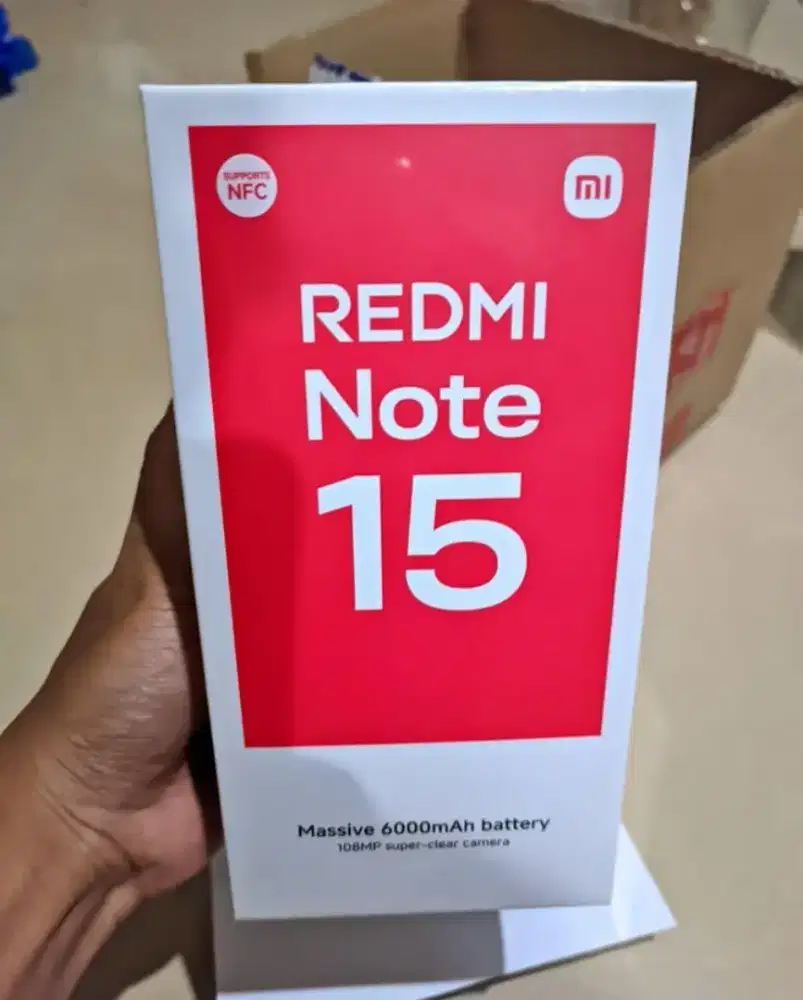 SUPPORTS
NFC
mi
REDMI
Note
15
Massive 6000mAh battery
108MP super-clear camera